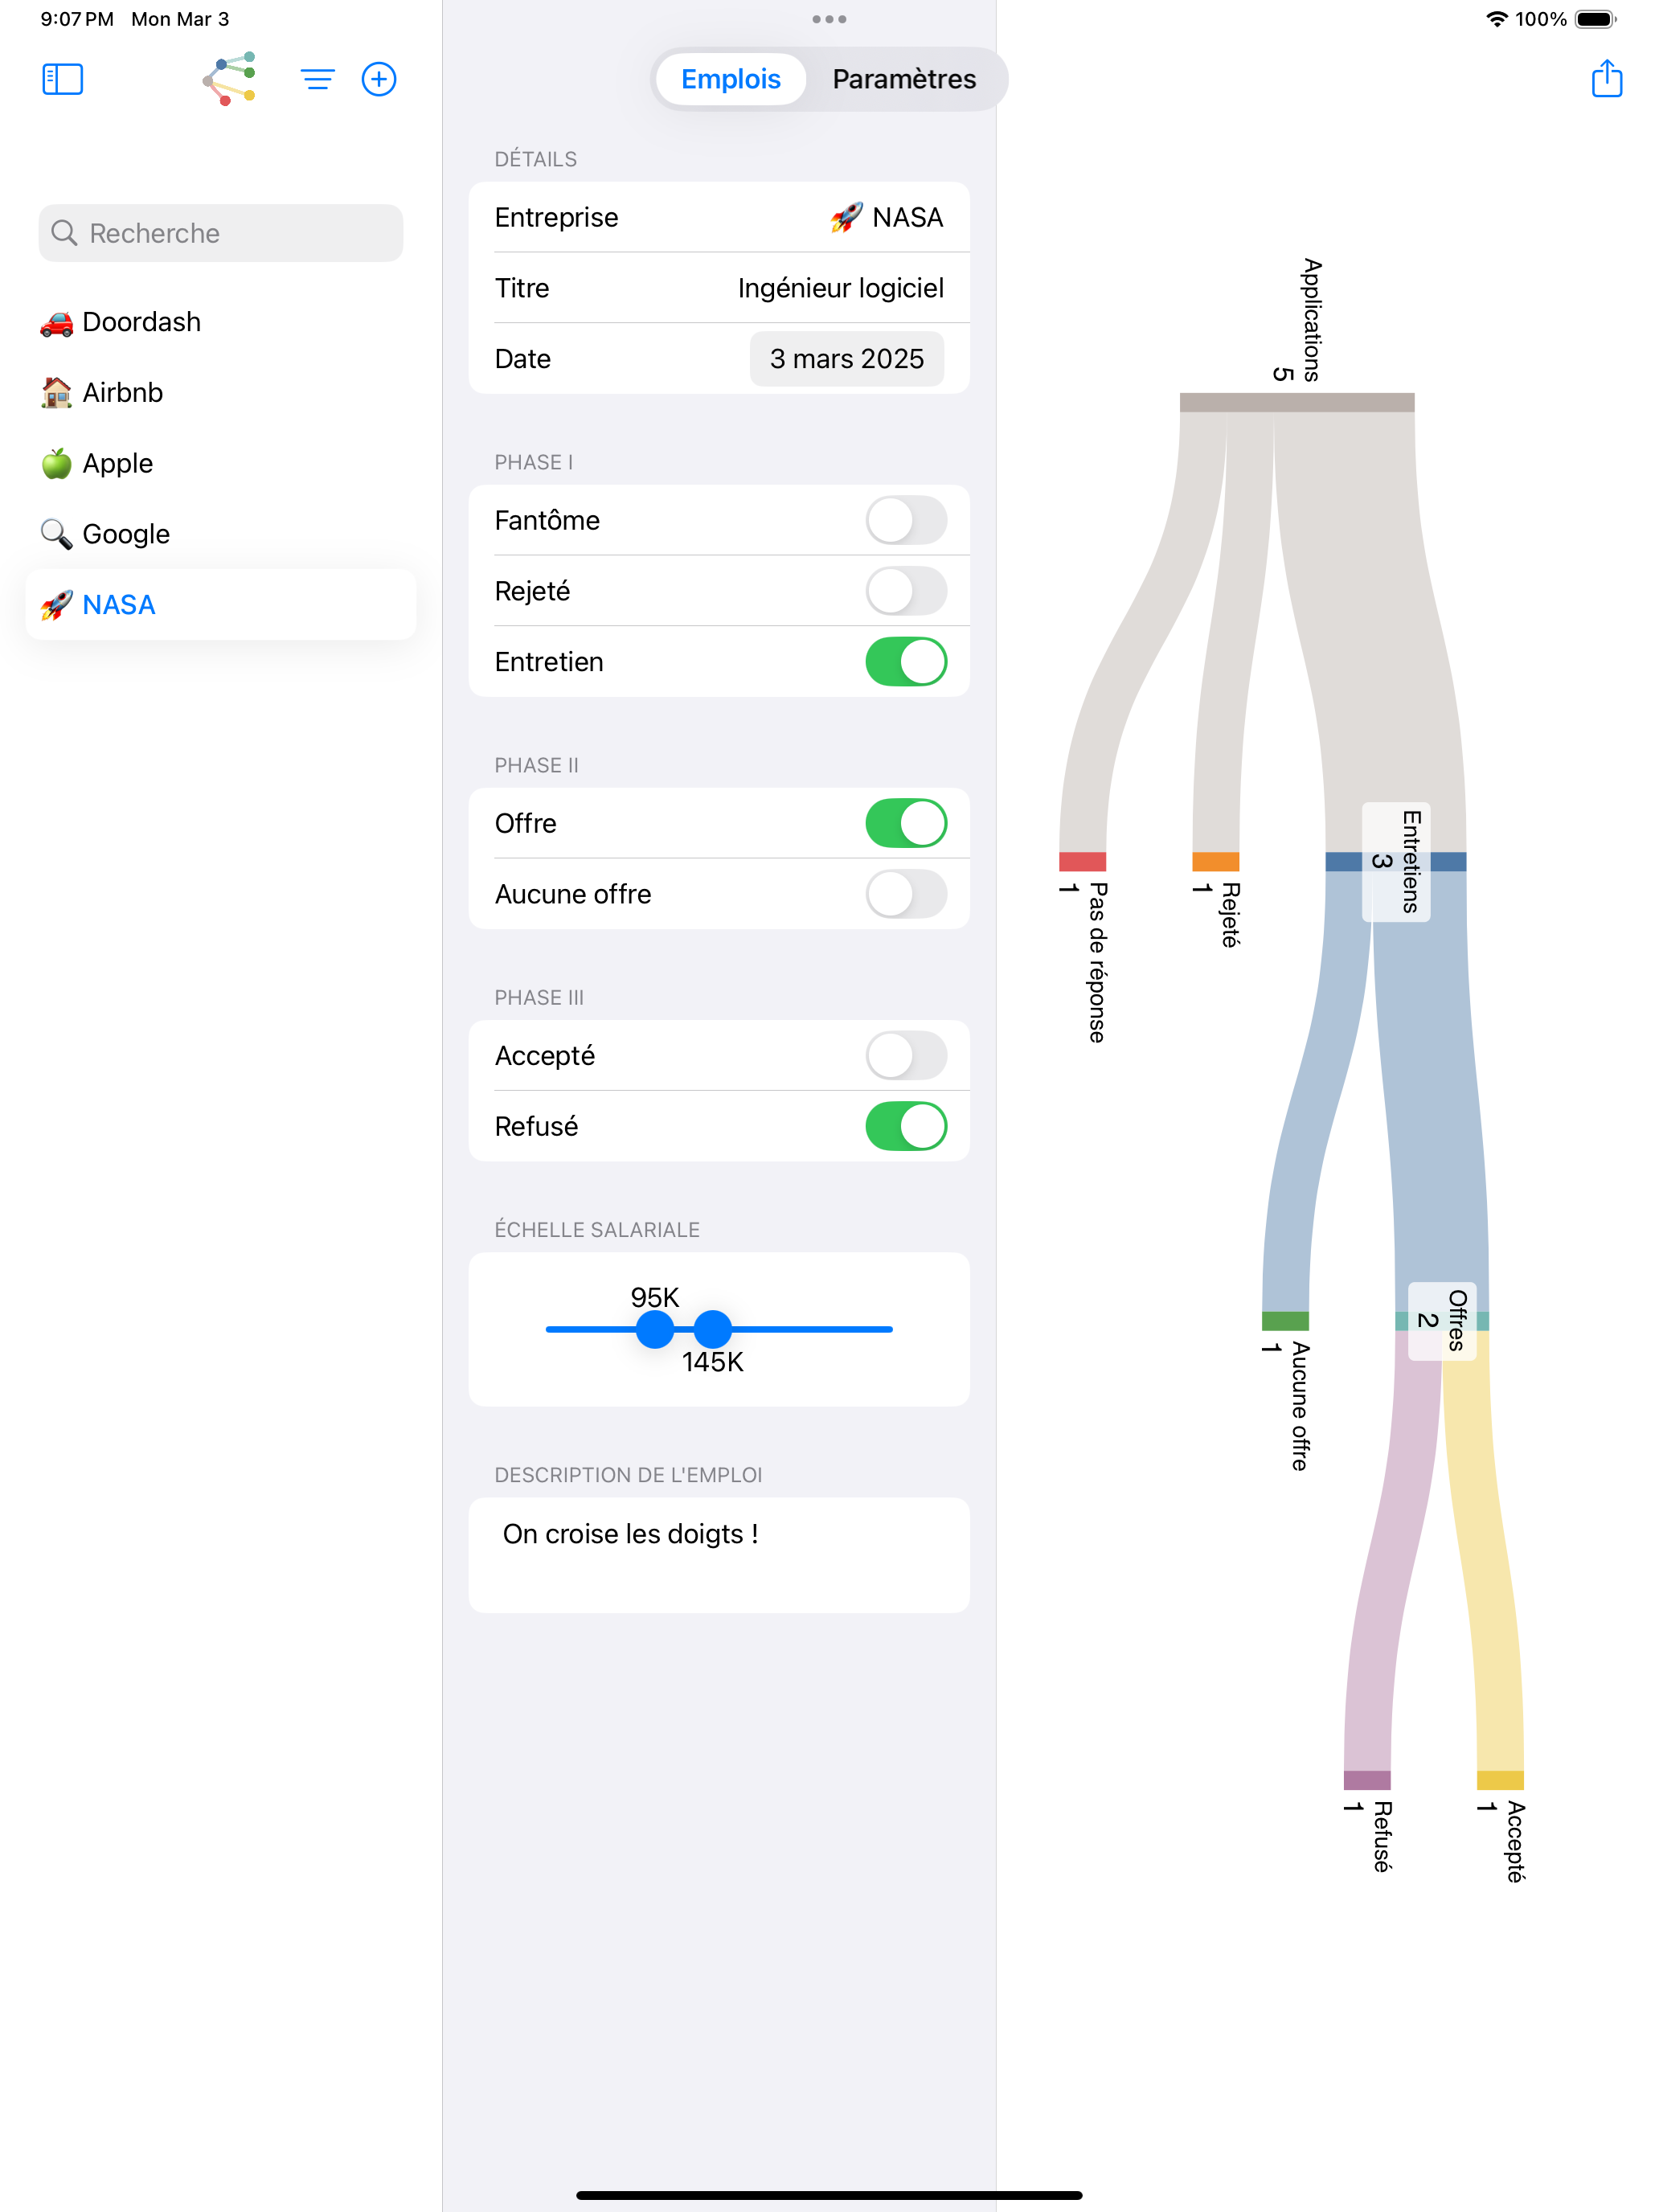 9:07 PM Mon Mar 3
100%
Emplois
Paramètres
Recherche
Doordash
Airbnb
Apple
Google
NASA
DÉTAILS
Entreprise
🚀 NASA
Titre
Ingénieur logiciel
Date
3 mars 2025
PHASE I
Fantôme
Rejeté
Entretien
PHASE II
Offre
Aucune offre
PHASE III
Accepté
Refusé
ÉCHELLE SALARIALE
95K
145K
DESCRIPTION DE L'EMPLOI
On croise les doigts !
Applications
5
Entretiens
3
Pas de réponse
1
Rejeté
1
Offres
2
Aucune offre
1
Refusé
1
Accepté
1